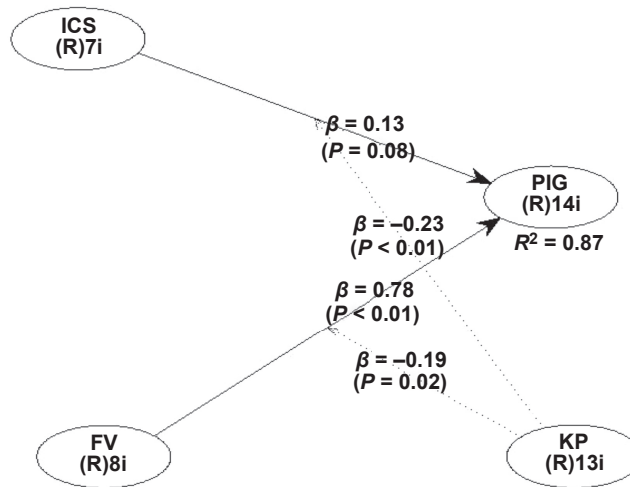 ICS
(R)7i
β = 0.13
(P = 0.08)
PIG
(R)14i
R² = 0.87
β = –0.23
(P < 0.01)
β = 0.78
(P < 0.01)
β = –0.19
(P = 0.02)
FV
(R)8i
KP
(R)13i